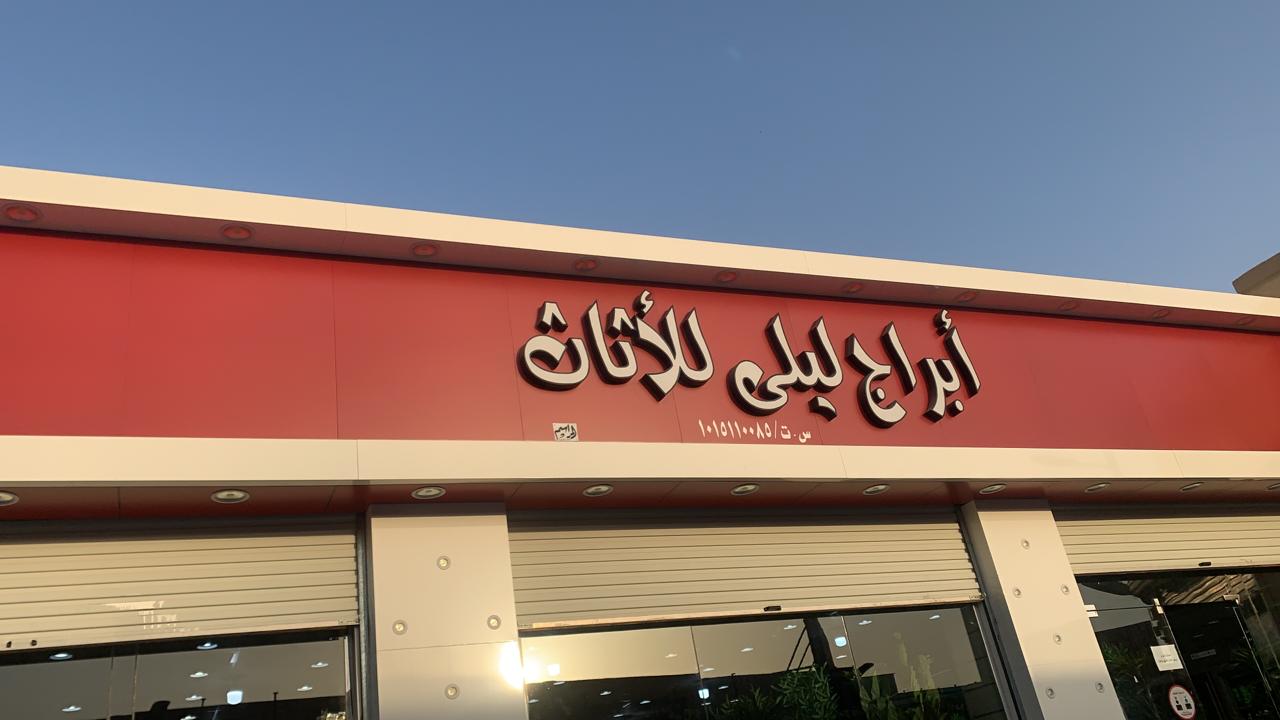 أبراج ليلى للأثاث
س.ت/١٠١٥١١٠٠٨٥